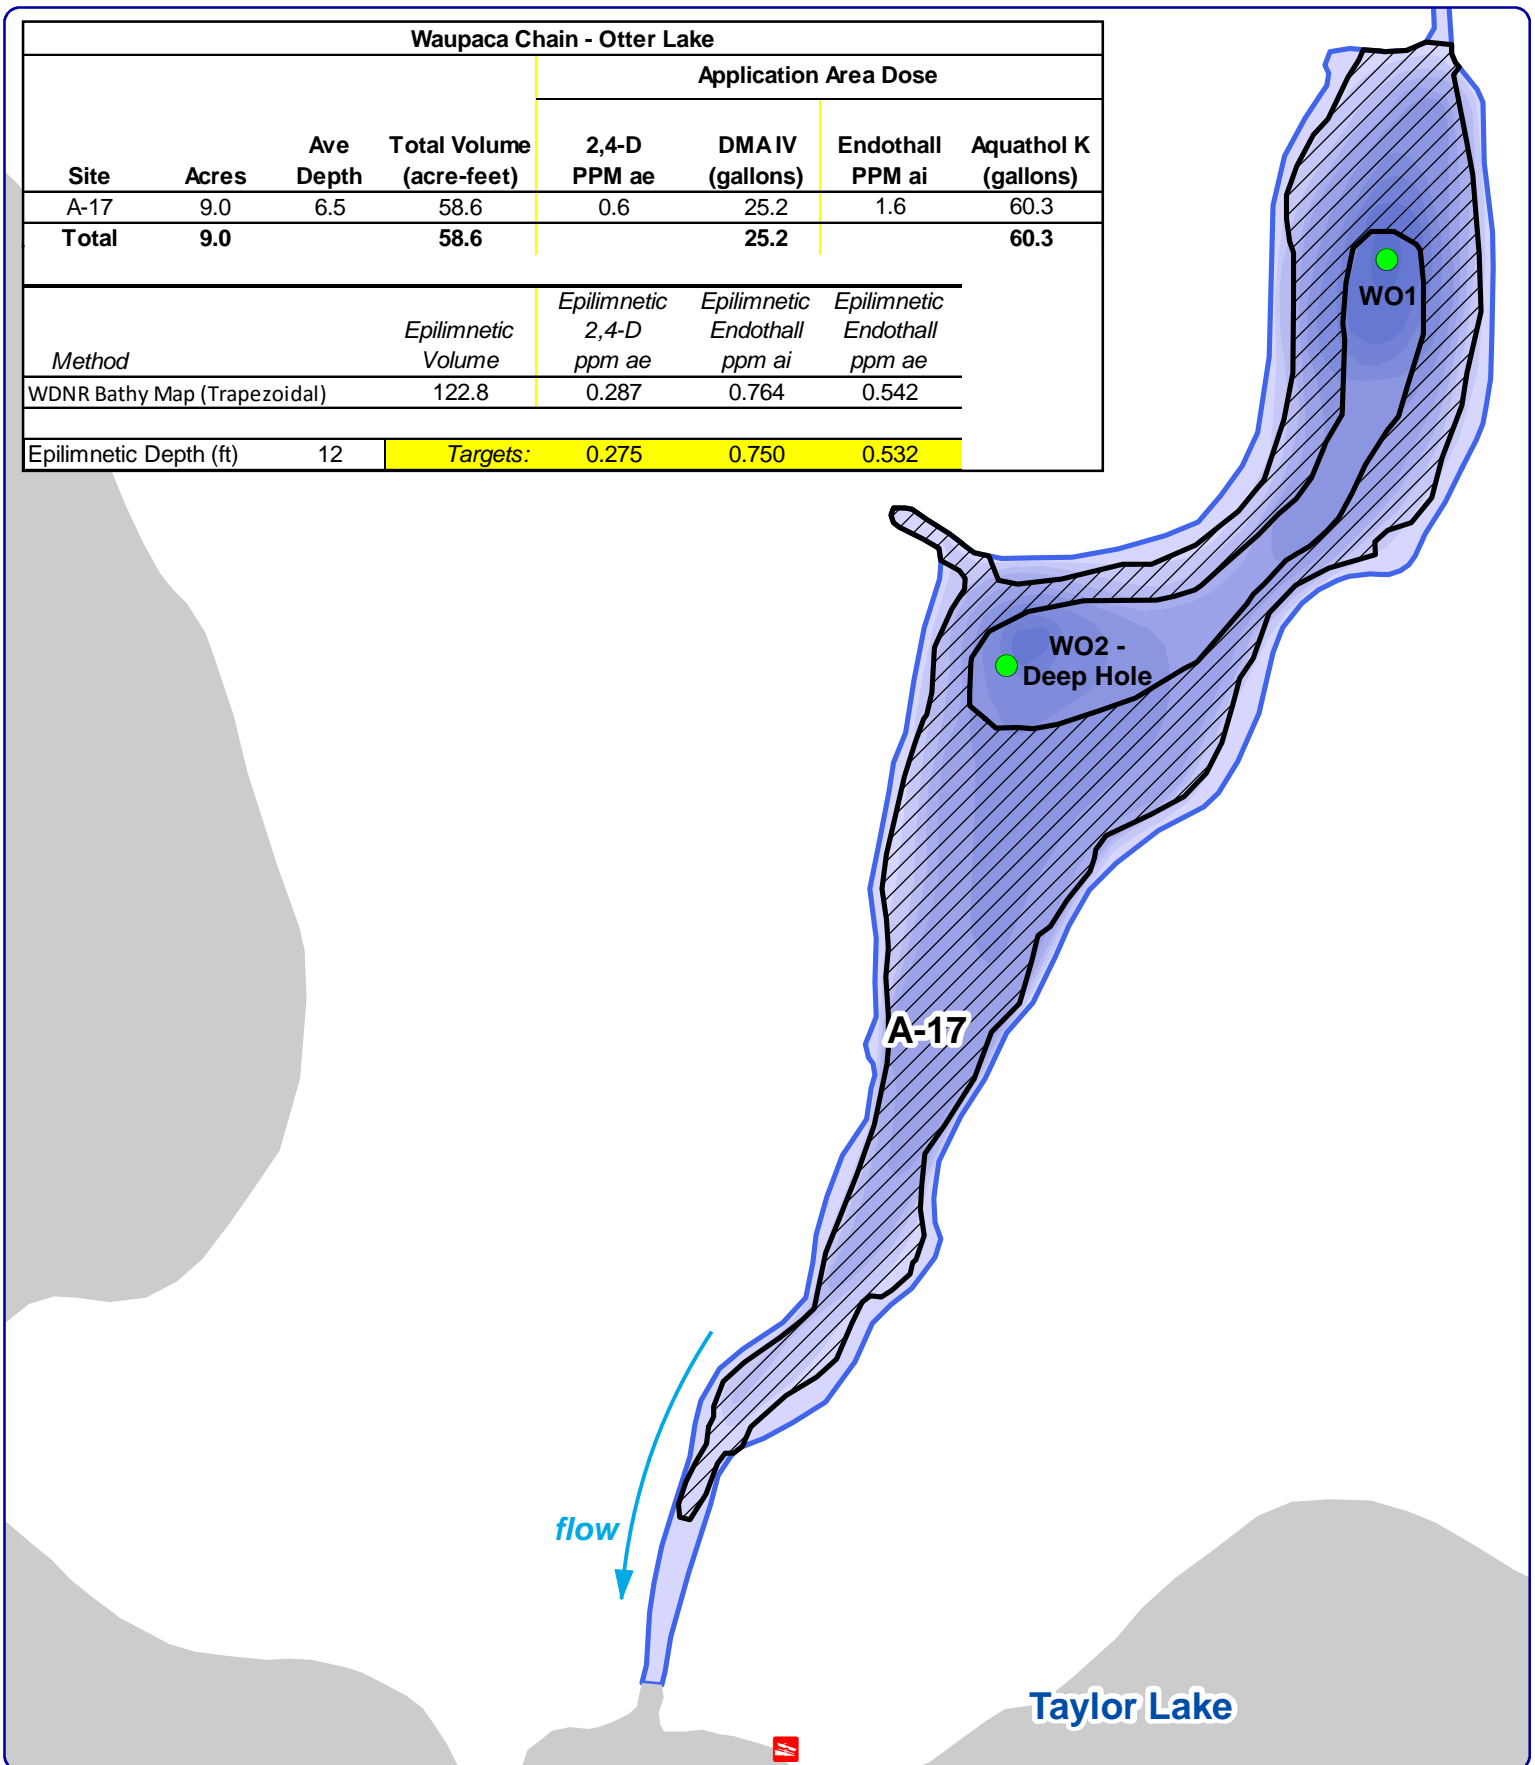 Waupaca Chain - Otter Lake
Application Area Dose
Site Acres Ave Depth Total Volume (acre-feet) 2,4-D PPM ae DMA IV (gallons) Endothall PPM ai Aquathol K (gallons)
A-17 9.0 6.5 58.6 0.6 25.2 1.6 60.3
Total 9.0 58.6 25.2 60.3
Method Epilimnetic Volume Epilimnetic 2,4-D ppm ae Epilimnetic Endothall ppm ai Epilimnetic Endothall ppm ae
WDNR Bathy Map (Trapezoidal) 122.8 0.287 0.764 0.542
Epilimnetic Depth (ft) 12 Targets: 0.275 0.750 0.532
WO1
WO2 -
Deep Hole
A-17
flow
Taylor Lake